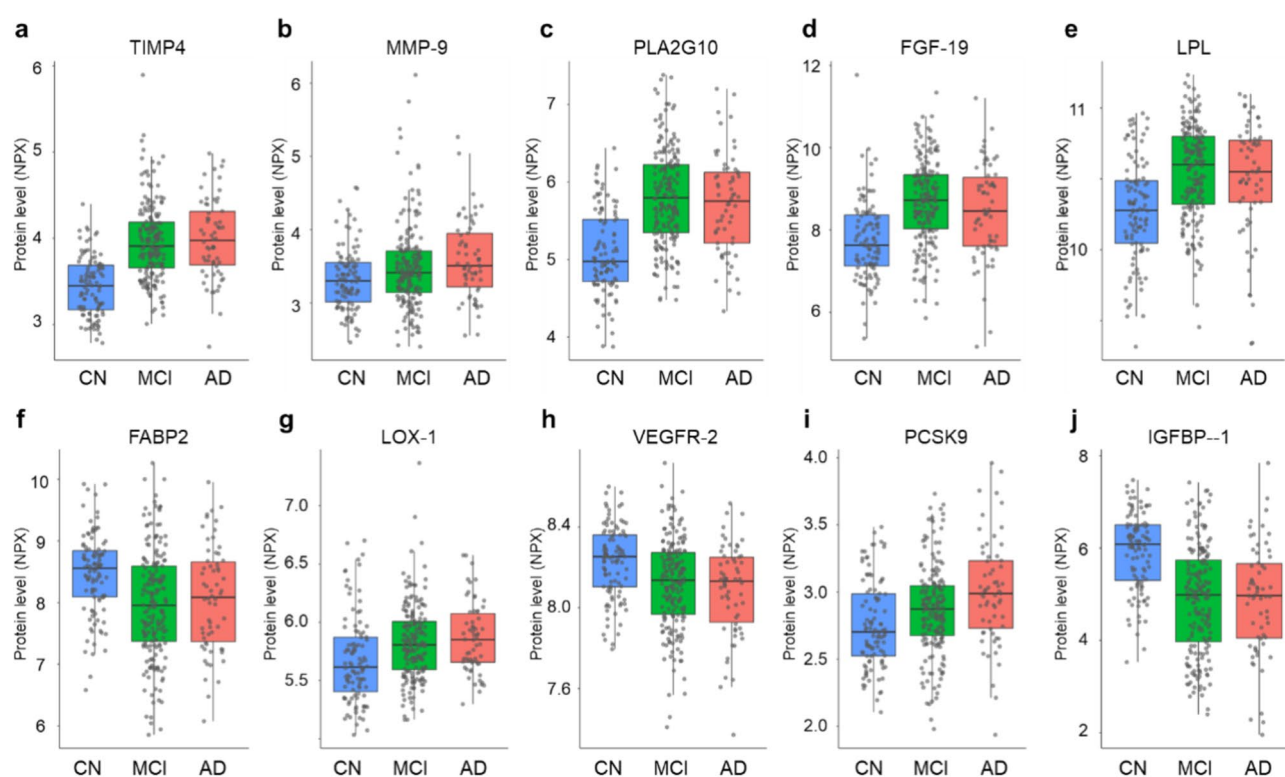 a
TIMP4
Protein level (NPX)
6
5
4
3
CN MCI AD
b
MMP-9
Protein level (NPX)
6
5
4
3
CN MCI AD
c
PLA2G10
Protein level (NPX)
7
6
5
4
CN MCI AD
d
FGF-19
Protein level (NPX)
12
10
8
6
CN MCI AD
e
LPL
Protein level (NPX)
11
10
CN MCI AD
f
FABP2
Protein level (NPX)
10
9
8
7
6
CN MCI AD
g
LOX-1
Protein level (NPX)
7.0
6.5
6.0
5.5
CN MCI AD
h
VEGFR-2
Protein level (NPX)
8.4
8.0
7.6
CN MCI AD
i
PCSK9
Protein level (NPX)
4.0
3.5
3.0
2.5
2.0
CN MCI AD
j
IGFBP--1
Protein level (NPX)
8
6
4
2
CN MCI AD